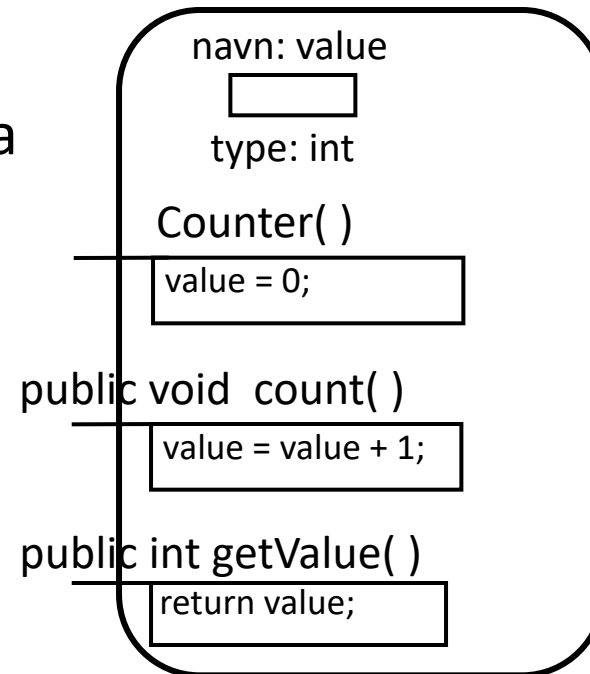 navn: value
a
type: int
Counter( )
value = 0;
public void count( )
value = value + 1;
public int getValue( )
return value;